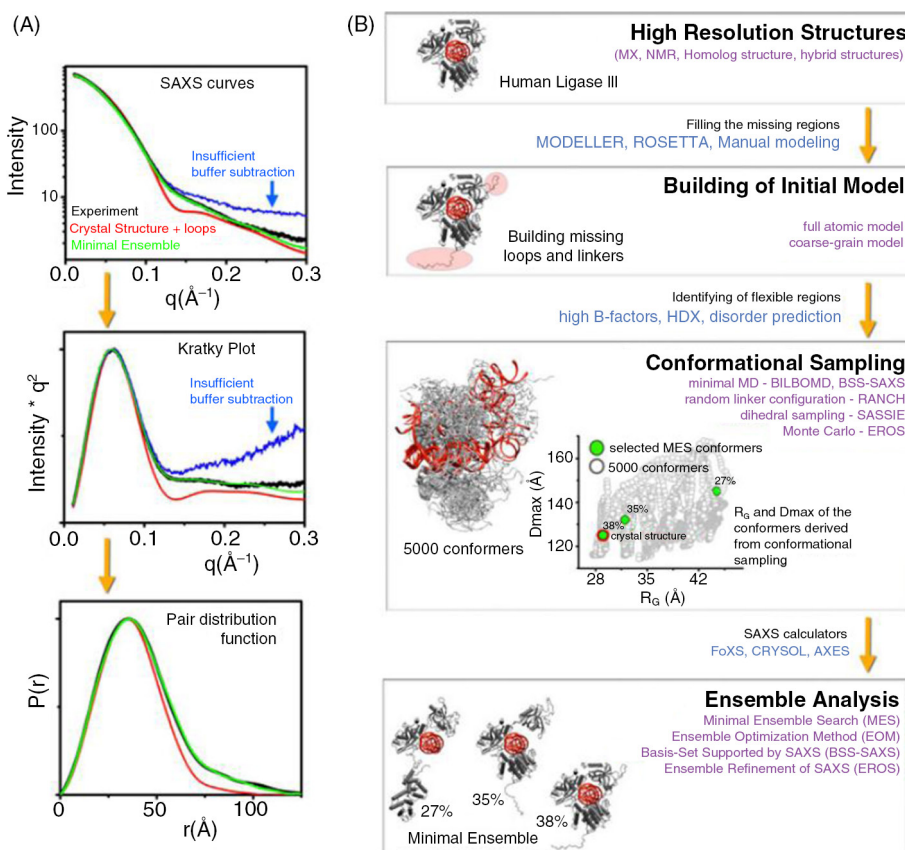 (A)
SAXS curves
Intensity
100
10
Insufficient
buffer subtraction
Experiment
Crystal Structure + loops
Minimal Ensemble
0.0 0.1 0.2 0.3
q(Å⁻¹)
Kratky Plot
Intensity * q²
Insufficient
buffer subtraction
0.0 0.1 0.2 0.3
q(Å⁻¹)
Pair distribution
function
P(r)
0 50 100
r(Å)
(B)
High Resolution Structures
(MX, NMR, Homolog structure, hybrid structures)
Human Ligase III
Filling the missing regions
MODELLER, ROSETTA, Manual modeling
Building of Initial Model
full atomic model
coarse-grain model
Building missing
loops and linkers
Identifying of flexible regions
high B-factors, HDX, disorder prediction
Conformational Sampling
minimal MD - BILBOMD, BSS-SAXS
random linker configuration - RANCH
dihedral sampling - SASSIE
Monte Carlo - EROS
5000 conformers
selected MES conformers
5000 conformers
Dmax (Å)
160
140
120
27%
35%
38%
crystal structure
28 35 42
R_G (Å)
R_G and Dmax of the
conformers derived
from conformational
sampling
SAXS calculators
FoXS, CRYSOL, AXES
Ensemble Analysis
Minimal Ensemble Search (MES)
Ensemble Optimization Method (EOM)
Basis-Set Supported by SAXS (BSS-SAXS)
Ensemble Refinement of SAXS (EROS)
27%
35%
38%
Minimal Ensemble